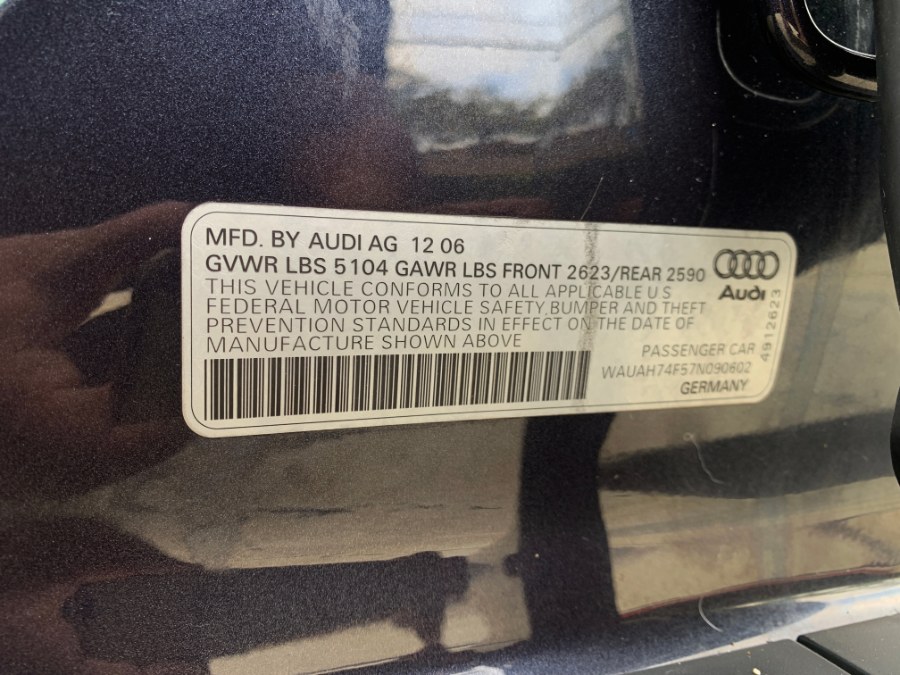 MFD. BY AUDI AG 12 06
GVWR LBS 5104 GAWR LBS FRONT 2623/REAR 2590
THIS VEHICLE CONFORMS TO ALL APPLICABLE U S
FEDERAL MOTOR VEHICLE SAFETY,BUMPER AND THEFT
PREVENTION STANDARDS IN EFFECT ON THE DATE OF
MANUFACTURE SHOWN ABOVE
Audi
4912623
PASSENGER CAR
WAUAH74F57N090602
GERMANY